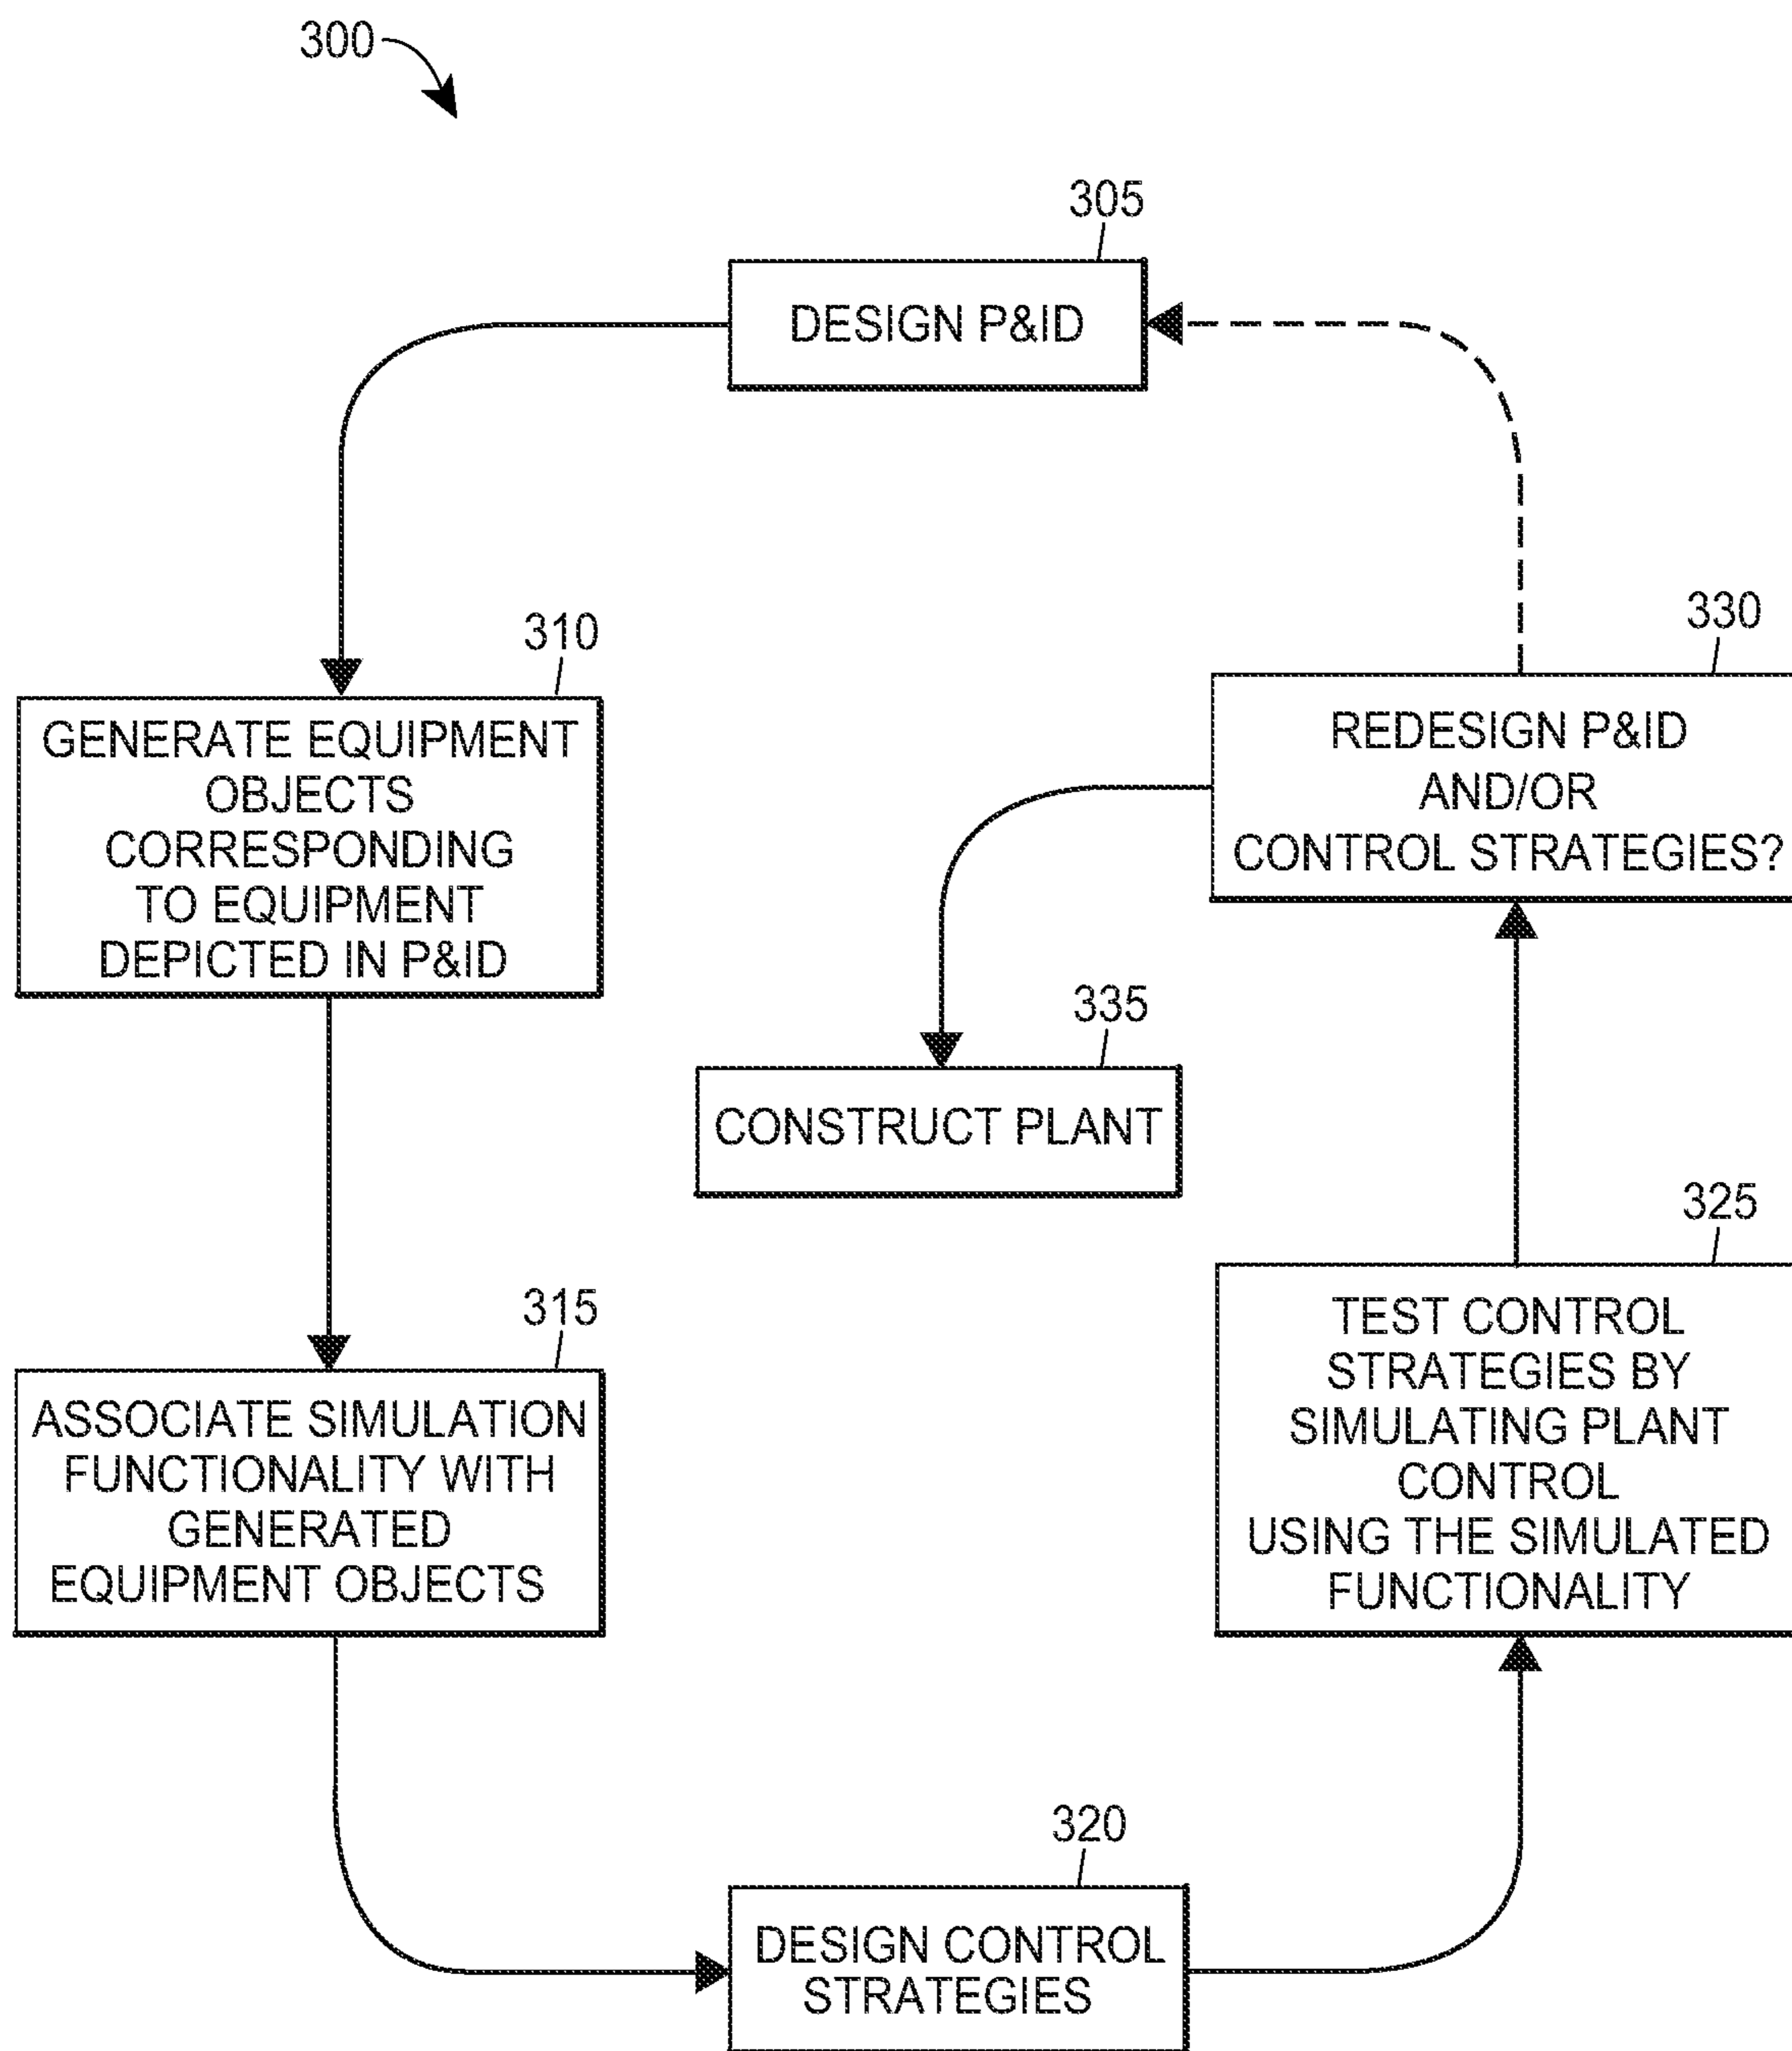 300
305
DESIGN P&ID
310
GENERATE EQUIPMENT
OBJECTS
CORRESPONDING
TO EQUIPMENT
DEPICTED IN P&ID
330
REDESIGN P&ID
AND/OR
CONTROL STRATEGIES?
335
CONSTRUCT PLANT
315
ASSOCIATE SIMULATION
FUNCTIONALITY WITH
GENERATED
EQUIPMENT OBJECTS
325
TEST CONTROL
STRATEGIES BY
SIMULATING PLANT
CONTROL
USING THE SIMULATED
FUNCTIONALITY
320
DESIGN CONTROL
STRATEGIES